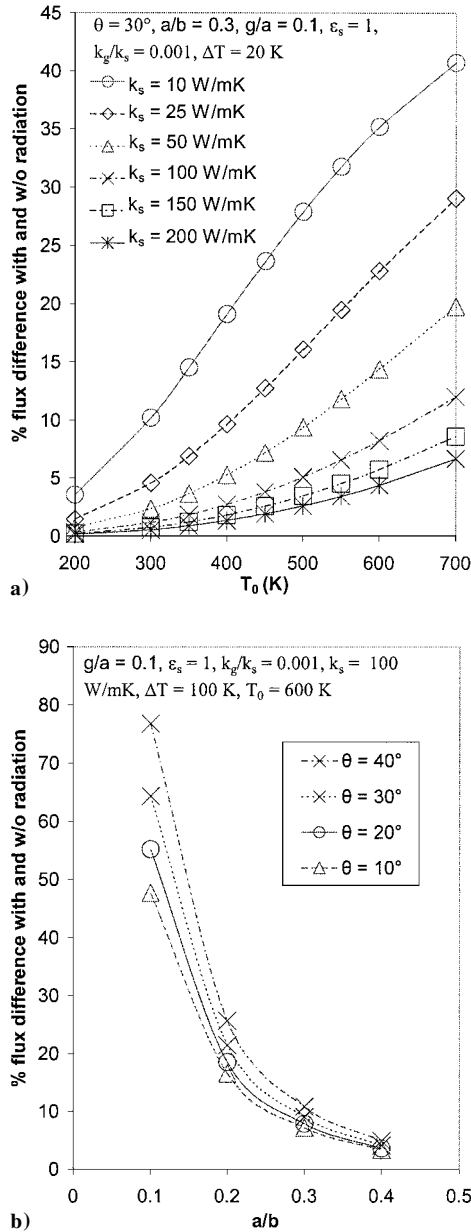 θ = 30°, a/b = 0.3, g/a = 0.1, εs = 1,
kg/ks = 0.001, ΔT = 20 K
ks = 10 W/mK
ks = 25 W/mK
ks = 50 W/mK
ks = 100 W/mK
ks = 150 W/mK
ks = 200 W/mK
% flux difference with and w/o radiation
45
40
35
30
25
20
15
10
5
0
200
300
400
500
600
700
T0 (K)
a)
g/a = 0.1, εs = 1, kg/ks = 0.001, ks = 100
W/mK, ΔT = 100 K, T0 = 600 K
θ = 40°
θ = 30°
θ = 20°
θ = 10°
% flux difference with and w/o radiation
90
80
70
60
50
40
30
20
10
0
0
0.1
0.2
0.3
0.4
0.5
a/b
b)